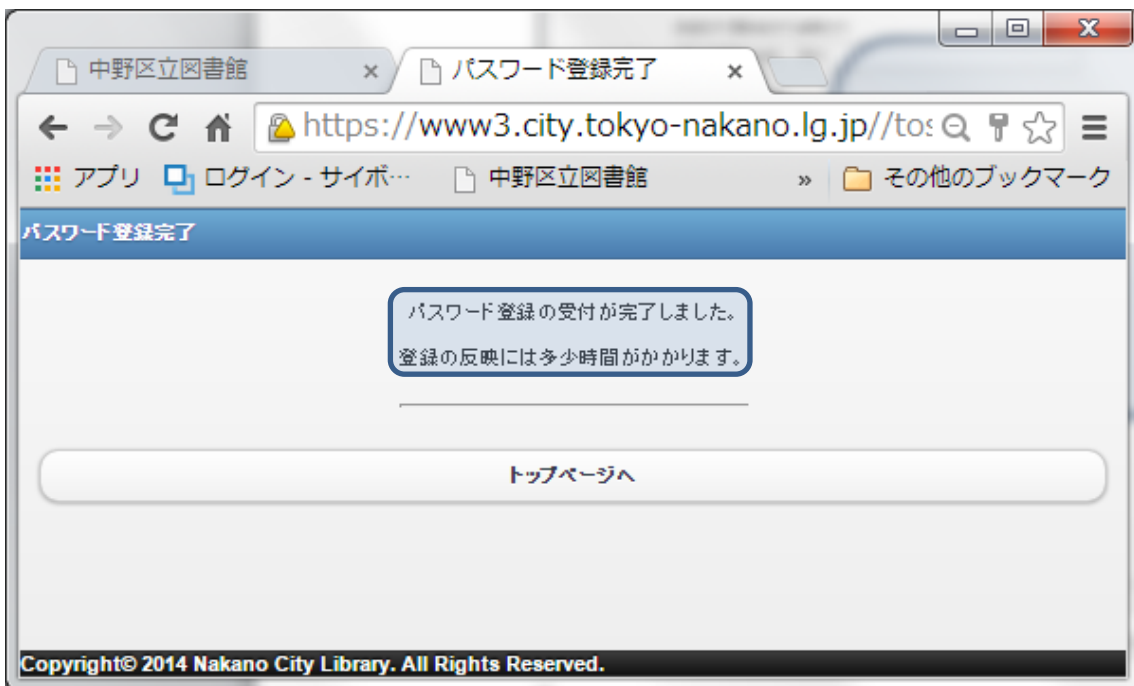 中野区立図書館
パスワード登録完了
https://www3.city.tokyo-nakano.lg.jp//tos
アプリ
ログイン - サイボ…
中野区立図書館
»
その他のブックマーク
パスワード登録完了
パスワード登録の受付が完了しました。
登録の反映には多少時間がかかります。
トップページへ
Copyright© 2014 Nakano City Library. All Rights Reserved.